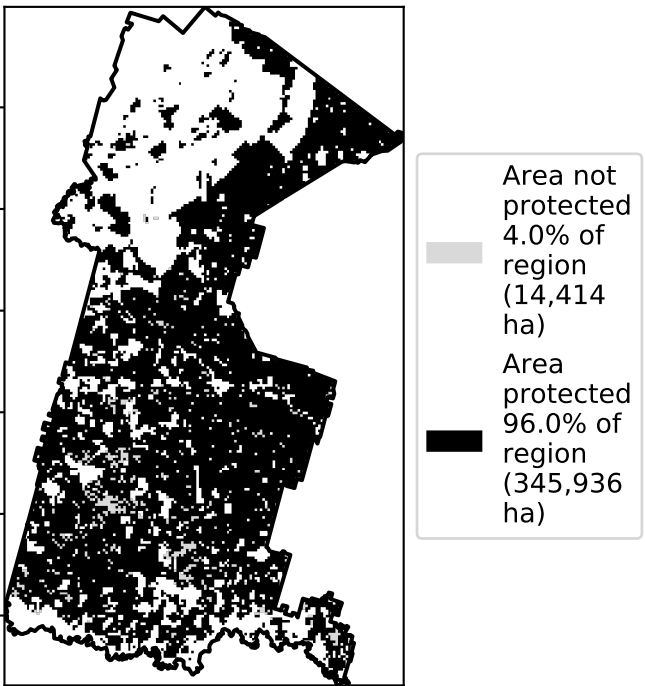 Area not
protected
4.0% of
region
(14,414
ha)
Area
protected
96.0% of
region
(345,936
ha)